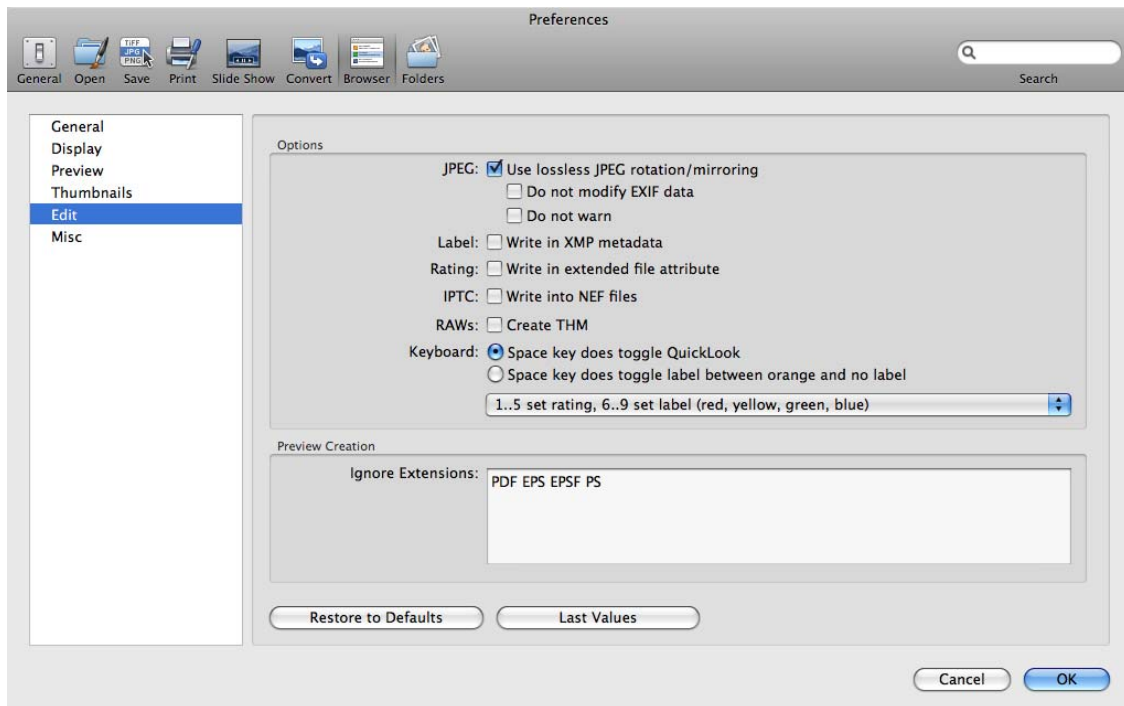 Preferences
TIFF
JPG
PNG
General Open Save Print Slide Show Convert Browser Folders
Search
General
Display
Preview
Thumbnails
Edit
Misc
Options
JPEG: Use lossless JPEG rotation/mirroring
Do not modify EXIF data
Do not warn
Label: Write in XMP metadata
Rating: Write in extended file attribute
IPTC: Write into NEF files
RAWs: Create THM
Keyboard: Space key does toggle QuickLook
Space key does toggle label between orange and no label
1..5 set rating, 6..9 set label (red, yellow, green, blue)
Preview Creation
Ignore Extensions: PDF EPS EPSF PS
Restore to Defaults Last Values
Cancel OK